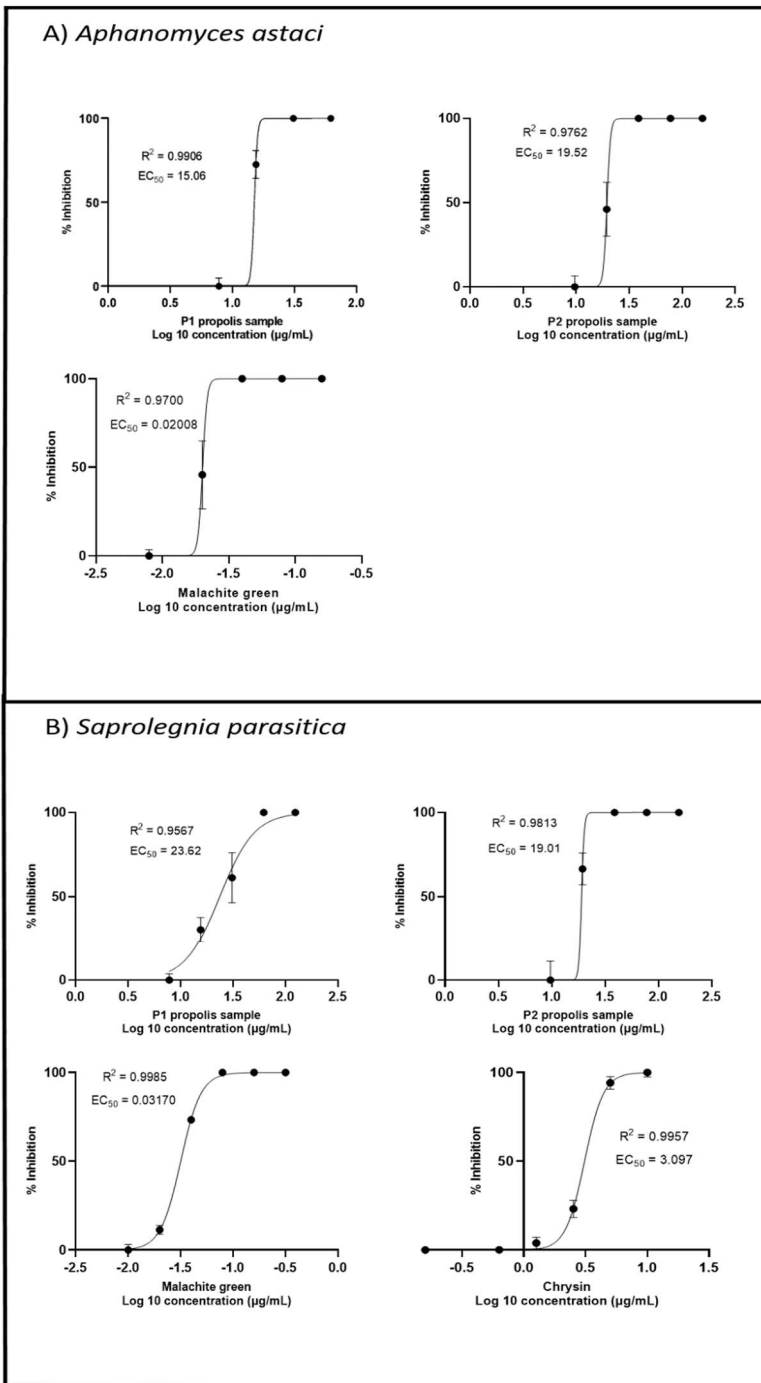 A) Aphanomyces astaci
100
50
0
% Inhibition
R² = 0.9906
EC₅₀ = 15.06
0.0 0.5 1.0 1.5 2.0
P1 propolis sample
Log 10 concentration (µg/mL)
100
50
0
% Inhibition
R² = 0.9762
EC₅₀ = 19.52
0.0 0.5 1.0 1.5 2.0 2.5
P2 propolis sample
Log 10 concentration (µg/mL)
100
50
0
% Inhibition
R² = 0.9700
EC₅₀ = 0.02008
-2.5 -2.0 -1.5 -1.0 -0.5
Malachite green
Log 10 concentration (µg/mL)
B) Saprolegnia parasitica
100
50
0
% Inhibition
R² = 0.9567
EC₅₀ = 23.62
0.0 0.5 1.0 1.5 2.0 2.5
P1 propolis sample
Log 10 concentration (µg/mL)
100
50
0
% Inhibition
R² = 0.9813
EC₅₀ = 19.01
0.0 0.5 1.0 1.5 2.0 2.5
P2 propolis sample
Log 10 concentration (µg/mL)
100
50
0
% Inhibition
R² = 0.9985
EC₅₀ = 0.03170
-2.5 -2.0 -1.5 -1.0 -0.5 0.0
Malachite green
Log 10 concentration (µg/mL)
100
50
0
% Inhibition
R² = 0.9957
EC₅₀ = 3.097
-0.5 0.0 0.5 1.0 1.5
Chrysin
Log 10 concentration (µg/mL)